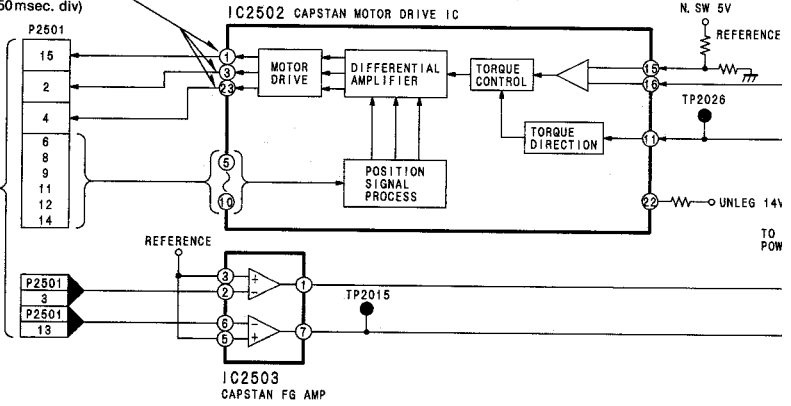 50msec. div)
IC2502 CAPSTAN MOTOR DRIVE IC
N. SW 5V
REFERENCE
P2501
15
2
4
6
8
9
11
12
14
1
3
23
MOTOR DRIVE
DIFFERENTIAL AMPLIFIER
TORQUE CONTROL
15
16
TP2026
TORQUE DIRECTION
11
5
10
POSITION SIGNAL PROCESS
22
UNLEG 14V
TO
POW
REFERENCE
P2501
3
P2501
13
3
2
6
5
+
−
−
+
1
7
TP2015
IC2503
CAPSTAN FG AMP